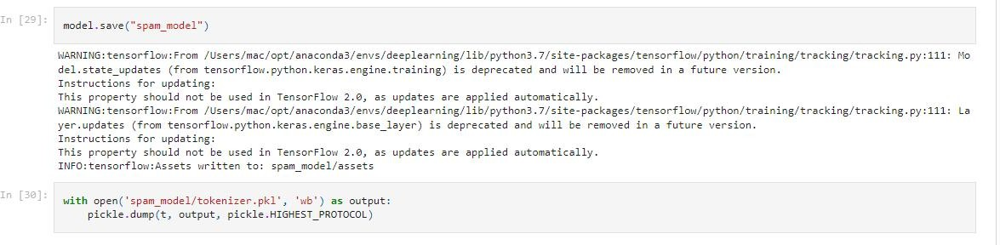 In [29]:
model.save("spam_model")
WARNING:tensorflow:From /Users/mac/opt/anaconda3/envs/deeplearning/lib/python3.7/site-packages/tensorflow/python/training/tracking/tracking.py:111: Mo
del.state_updates (from tensorflow.python.keras.engine.training) is deprecated and will be removed in a future version.
Instructions for updating:
This property should not be used in TensorFlow 2.0, as updates are applied automatically.
WARNING:tensorflow:From /Users/mac/opt/anaconda3/envs/deeplearning/lib/python3.7/site-packages/tensorflow/python/training/tracking/tracking.py:111: La
yer.updates (from tensorflow.python.keras.engine.base_layer) is deprecated and will be removed in a future version.
Instructions for updating:
This property should not be used in TensorFlow 2.0, as updates are applied automatically.
INFO:tensorflow:Assets written to: spam_model/assets
In [30]:
with open('spam_model/tokenizer.pkl', 'wb') as output:
    pickle.dump(t, output, pickle.HIGHEST_PROTOCOL)